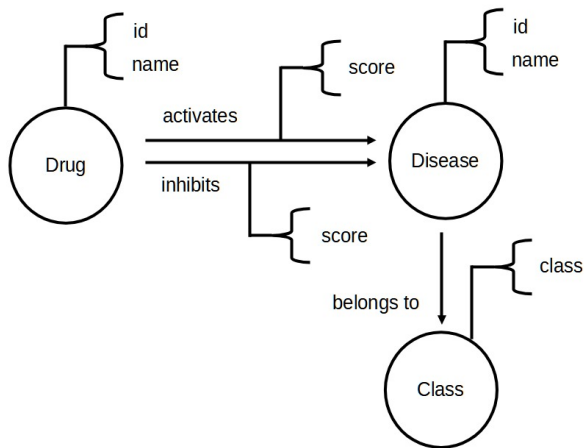 id
name
Drug
activates
score
inhibits
score
id
name
Disease
belongs to
class
Class